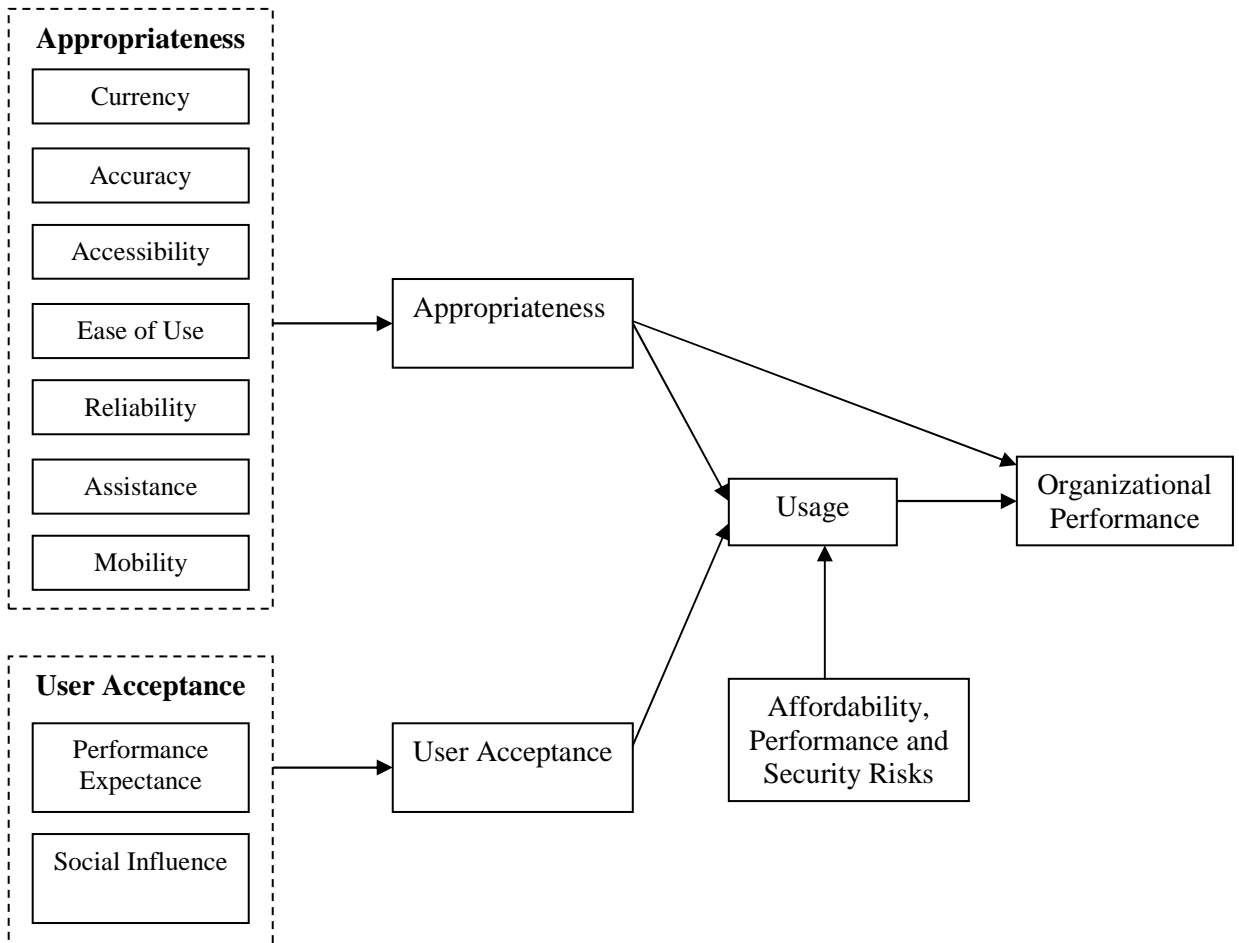 Appropriateness
Currency
Accuracy
Accessibility
Ease of Use
Reliability
Assistance
Mobility
User Acceptance
Performance
Expectance
Social Influence
Appropriateness
User Acceptance
Usage
Affordability,
Performance and
Security Risks
Organizational
Performance